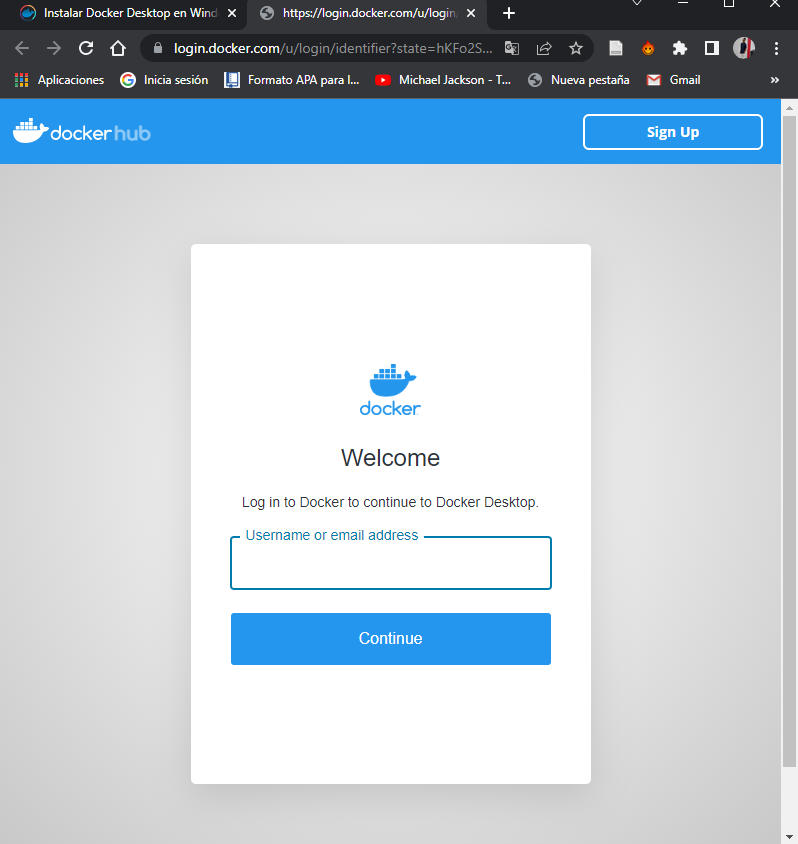 Instalar Docker Desktop en Wind
https://login.docker.com/u/login/
login.docker.com/u/login/identifier?state=hKFo2S...
Aplicaciones
Inicia sesión
Formato APA para l...
Michael Jackson - T...
Nueva pestaña
Gmail
»
docker hub
Sign Up
docker
Welcome
Log in to Docker to continue to Docker Desktop.
Username or email address
Continue